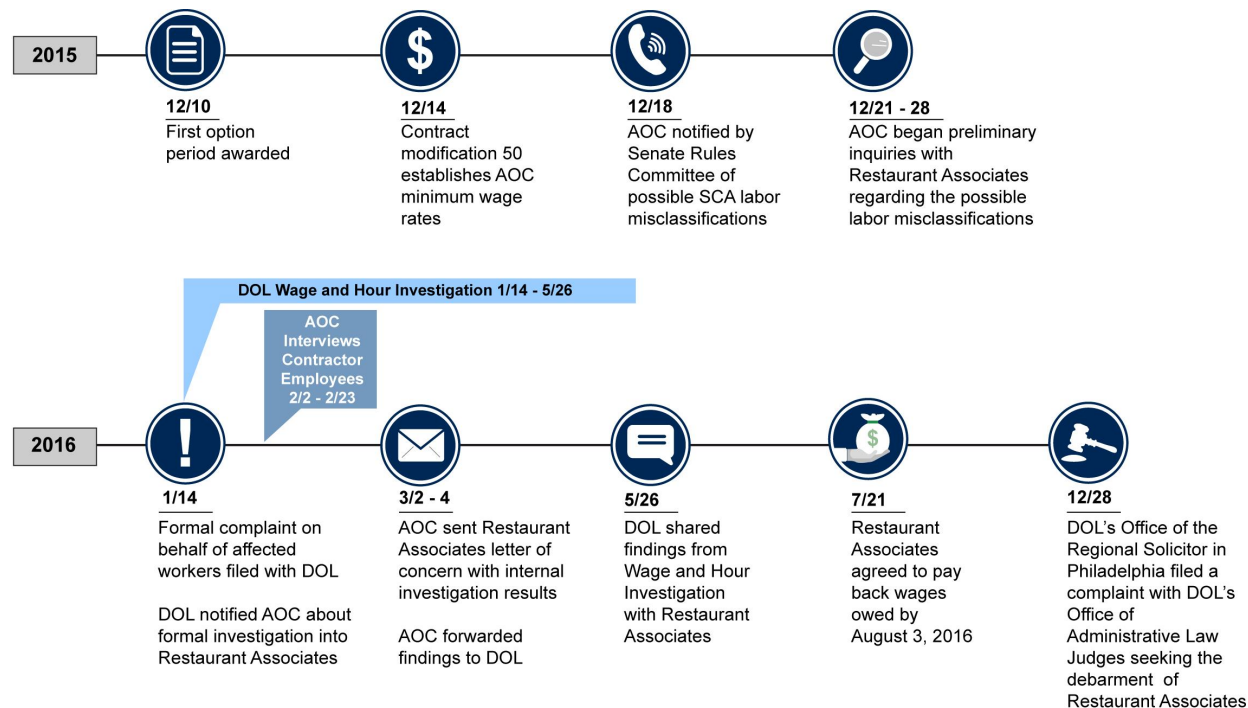 2015
12/10
First option
period awarded
12/14
Contract
modification 50
establishes AOC
minimum wage
rates
12/18
AOC notified by
Senate Rules
Committee of
possible SCA labor
misclassifications
12/21 - 28
AOC began preliminary
inquiries with
Restaurant Associates
regarding the possible
labor misclassifications
DOL Wage and Hour Investigation 1/14 - 5/26
AOC
Interviews
Contractor
Employees
2/2 - 2/23
2016
1/14
Formal complaint on
behalf of affected
workers filed with DOL
DOL notified AOC about
formal investigation into
Restaurant Associates
3/2 - 4
AOC sent Restaurant
Associates letter of
concern with internal
investigation results
AOC forwarded
findings to DOL
5/26
DOL shared
findings from
Wage and Hour
Investigation
with Restaurant
Associates
7/21
Restaurant
Associates
agreed to pay
back wages
owed by
August 3, 2016
12/28
DOL's Office of the
Regional Solicitor in
Philadelphia filed a
complaint with DOL's
Office of
Administrative Law
Judges seeking the
debarment of
Restaurant Associates